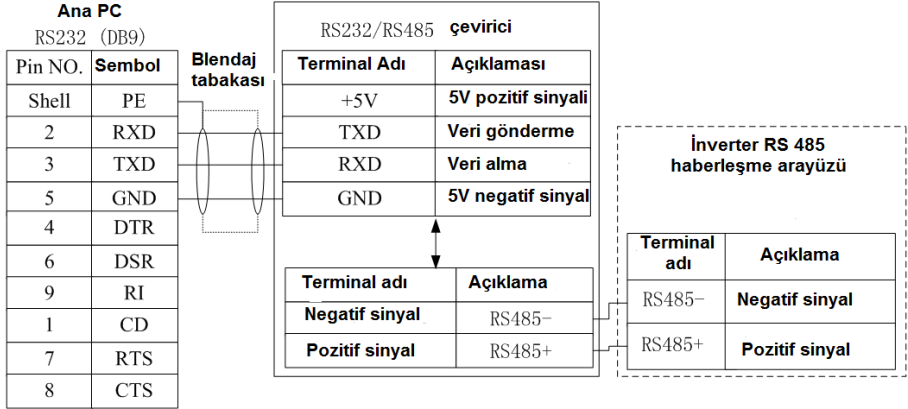 Ana PC
RS232 (DB9)
Pin NO. Sembol
Shell PE
2 RXD
3 TXD
5 GND
4 DTR
6 DSR
9 RI
1 CD
7 RTS
8 CTS
Blendaj
tabakası
RS232/RS485 çevirici
Terminal Adı Açıklaması
+5V 5V pozitif sinyali
TXD Veri gönderme
RXD Veri alma
GND 5V negatif sinyal
Terminal adı Açıklama
Negatif sinyal RS485-
Pozitif sinyal RS485+
İnverter RS 485
haberleşme arayüzü
Terminal
adı Açıklama
RS485- Negatif sinyal
RS485+ Pozitif sinyal